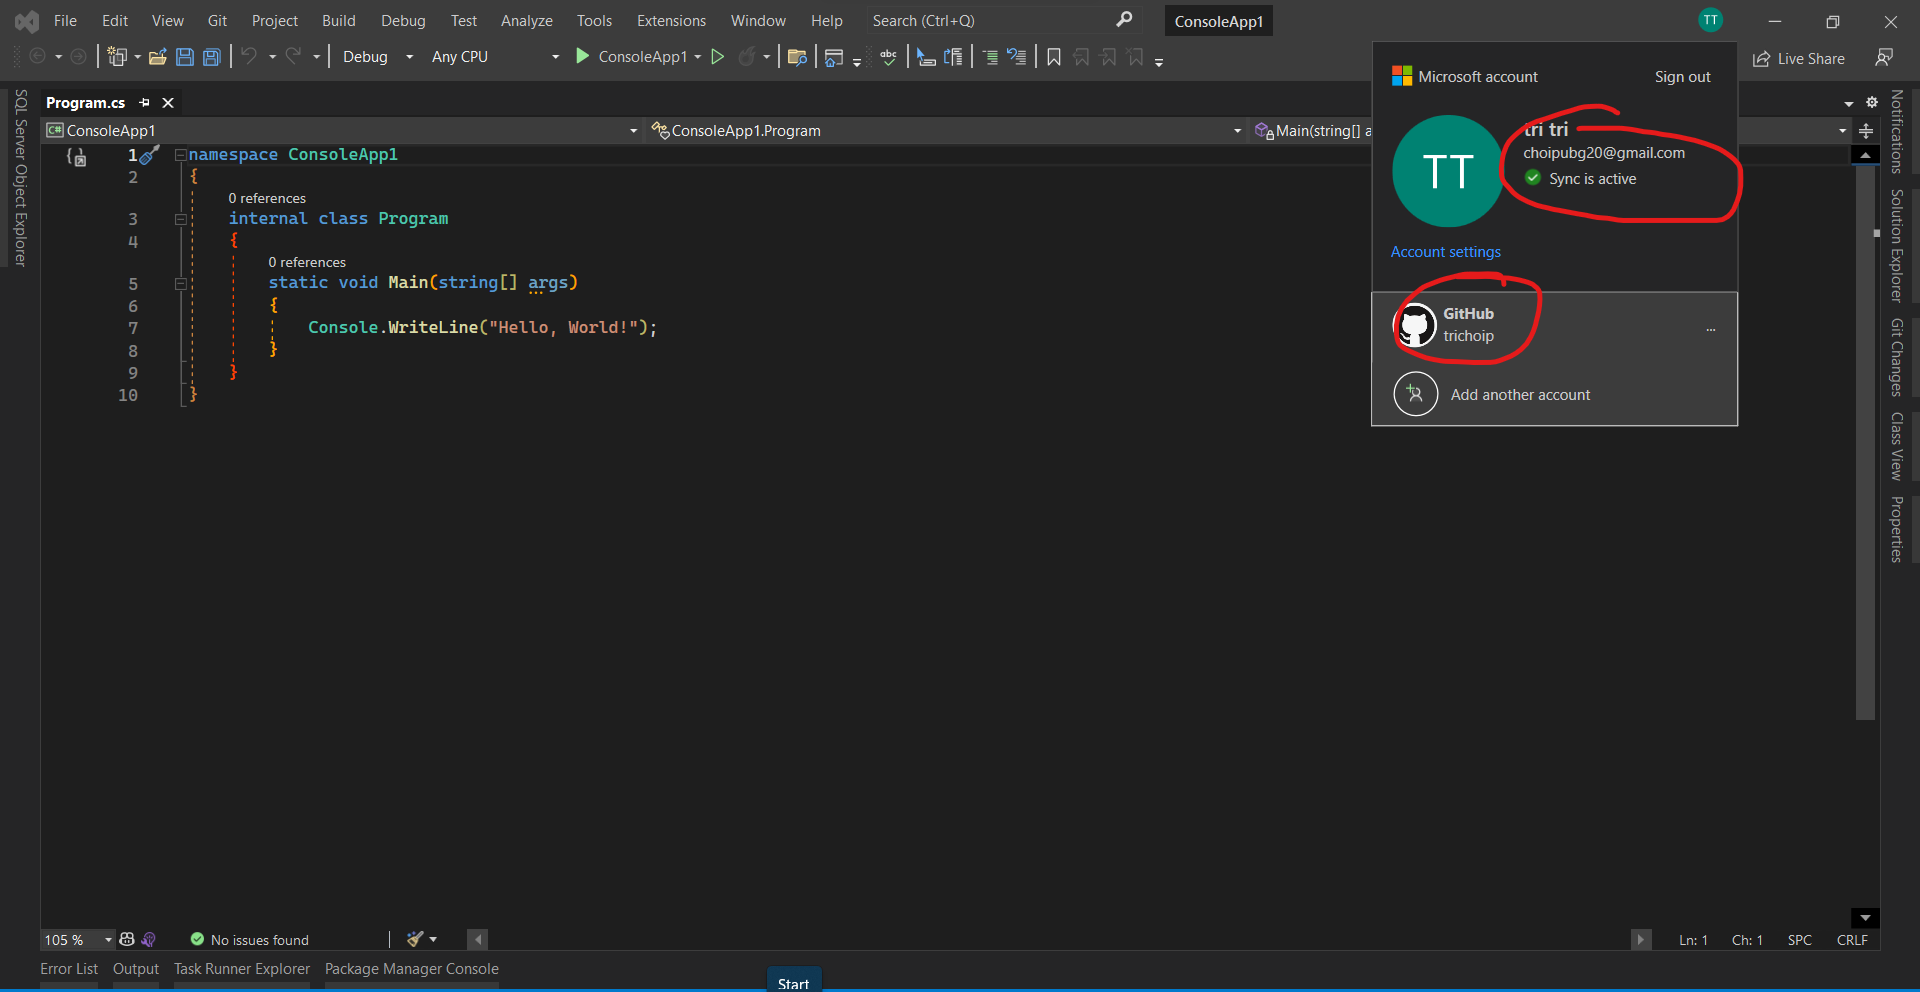 File Edit View Git Project Build Debug Test Analyze Tools Extensions Window Help Search (Ctrl+Q) ConsoleApp1 TT
Debug Any CPU ConsoleApp1 abc Live Share
Microsoft account Sign out
tri tri
choipubg20@gmail.com
Sync is active
TT
Account settings
GitHub
trichoip
...
Add another account
SQL Server Object Explorer
Program.cs
C# ConsoleApp1 ConsoleApp1.Program Main(string[] a
1 namespace ConsoleApp1
2 {
0 references
3 internal class Program
4 {
0 references
5 static void Main(string[] args)
6 {
7 Console.WriteLine("Hello, World!");
8 }
9 }
10 }
Notifications
Solution Explorer
Git Changes
Class View
Properties
105 % No issues found Ln: 1 Ch: 1 SPC CRLF
Error List Output Task Runner Explorer Package Manager Console
Start